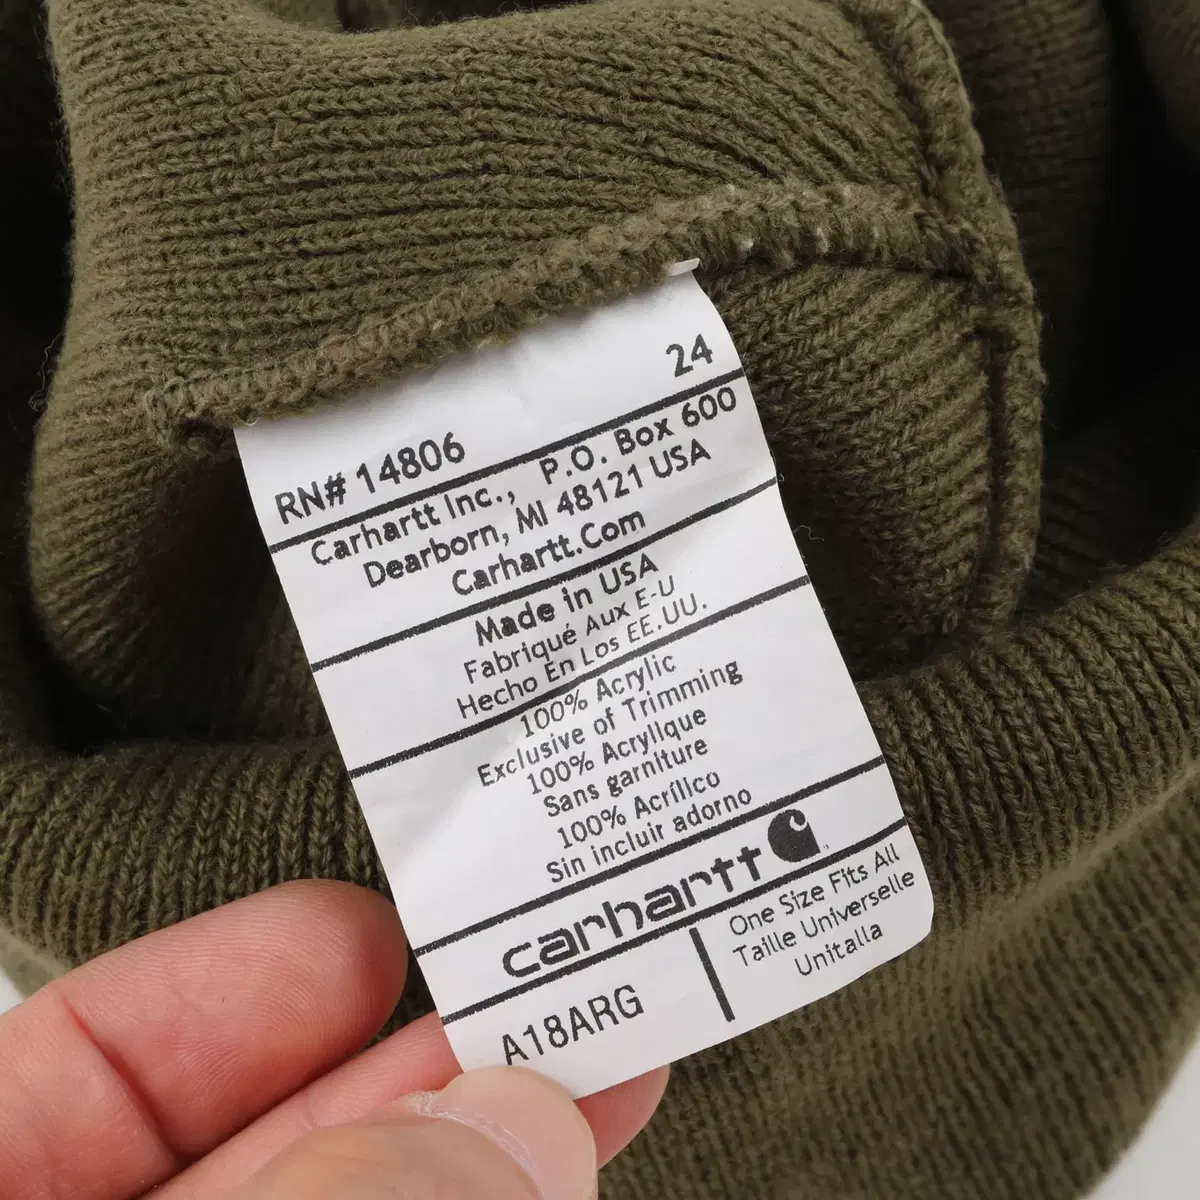 24
RN# 14806
Carhartt Inc., P.O. Box 600
Dearborn, MI 48121 USA
Carhartt.Com
Made in USA
Fabriqué Aux E-U
Hecho En Los EE.UU.
100% Acrylic
Exclusive of Trimming
100% Acryllque
Sans garniture
100% Acrílico
Sin incluir adorno
carhartt
A18ARG
One Size Fits All
Taille Universelle
Unitalla